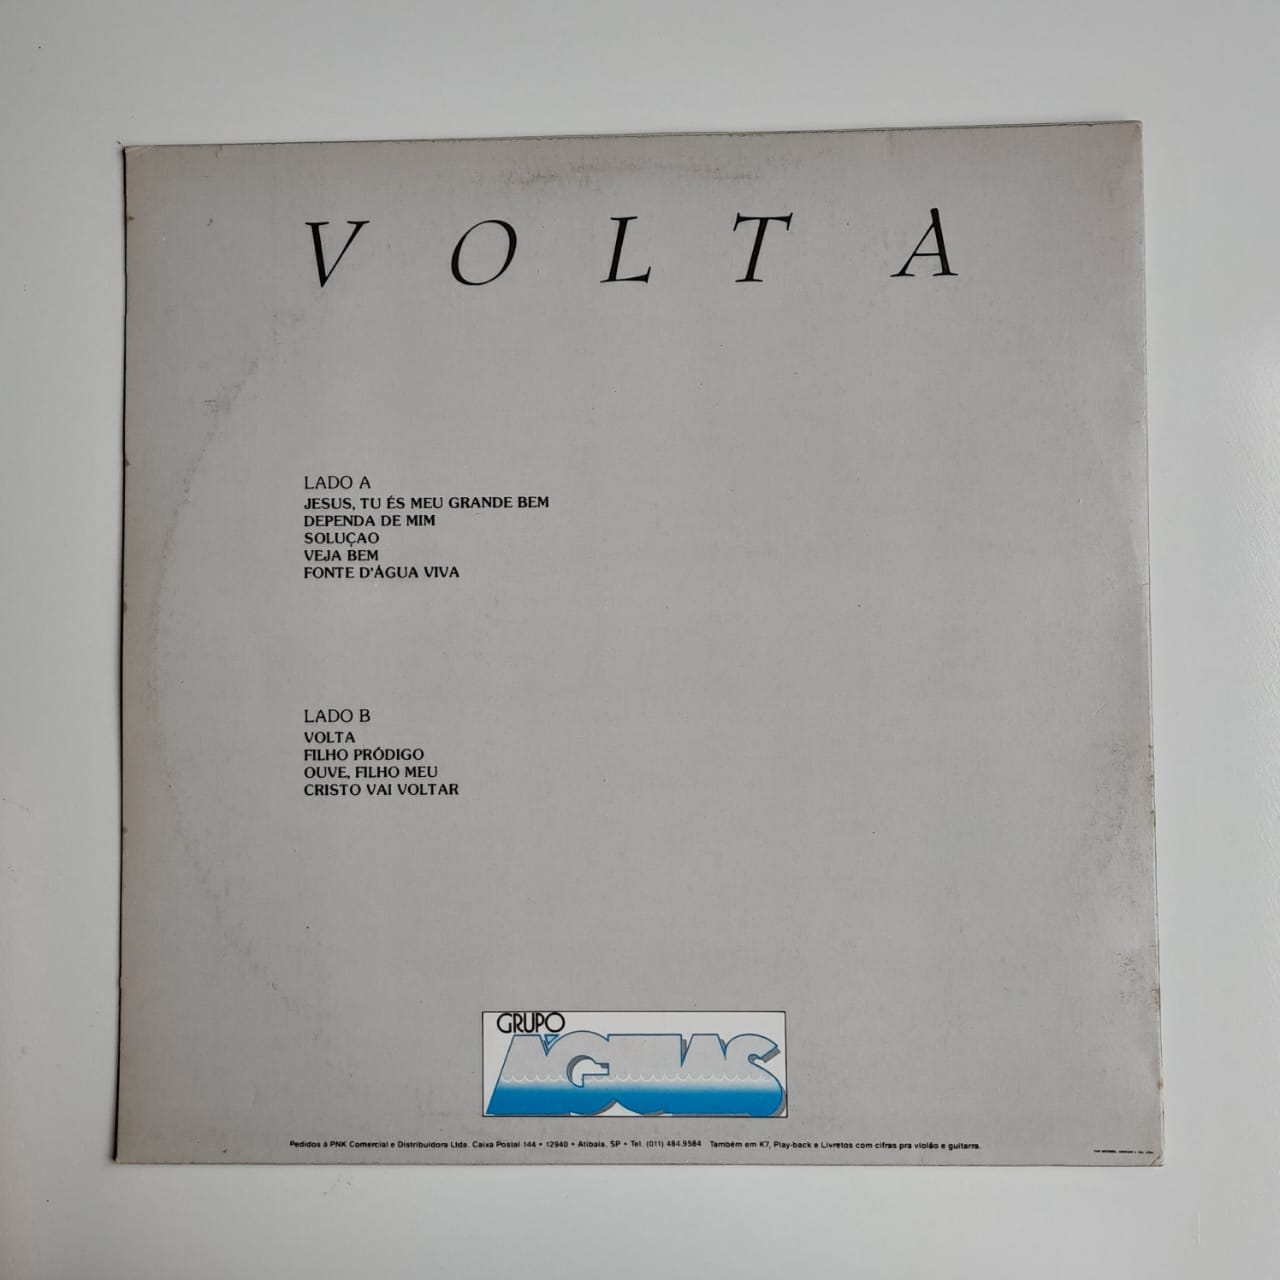 V O L T A
LADO A
JESUS, TU ÉS MEU GRANDE BEM
DEPENDA DE MIM
SOLUÇAO
VEJA BEM
FONTE D'ÁGUA VIVA
LADO B
VOLTA
FILHO PRÓDIGO
OUVE, FILHO MEU
CRISTO VAI VOLTAR
GRUPO
ÁGUIAS
Pedidos à PNK Comercial e Distribuidora Ltda. Caixa Postal 144 • 12940 • Atibaia, SP • Tel. (011) 484.9584 Também em K7, Play-back e Livretos com cifras pra violão e guitarra.